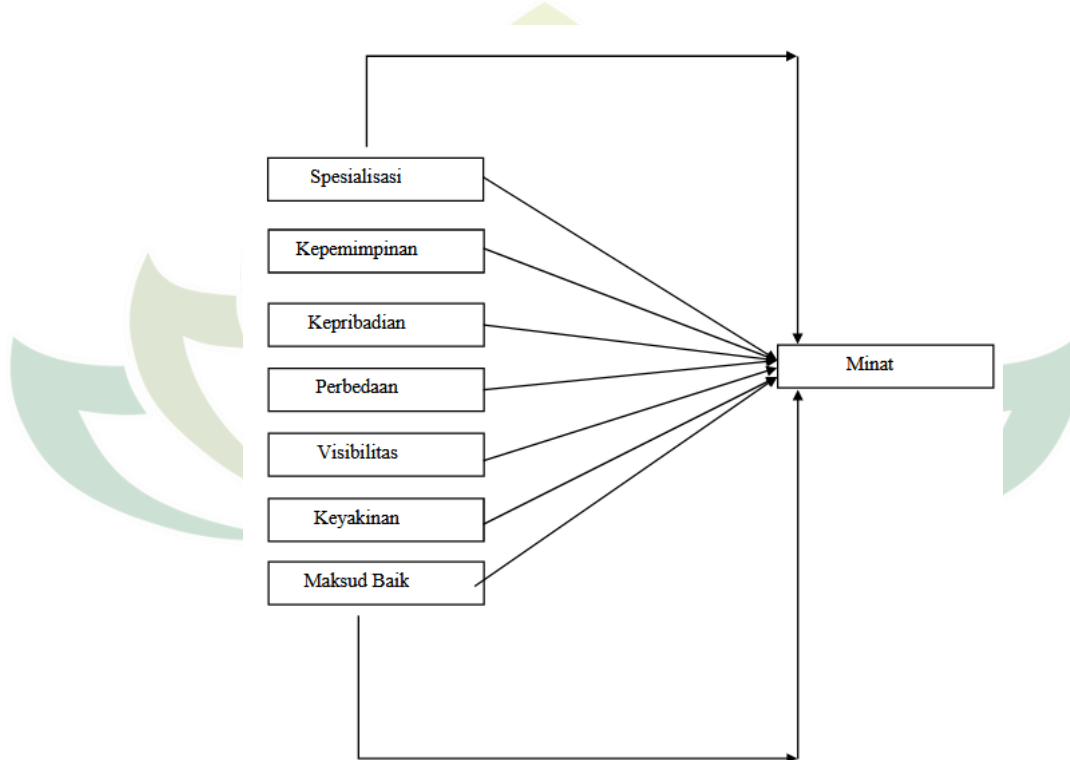 Spesialisasi
Kepemimpinan
Kepribadian
Perbedaan
Visibilitas
Keyakinan
Maksud Baik
Minat